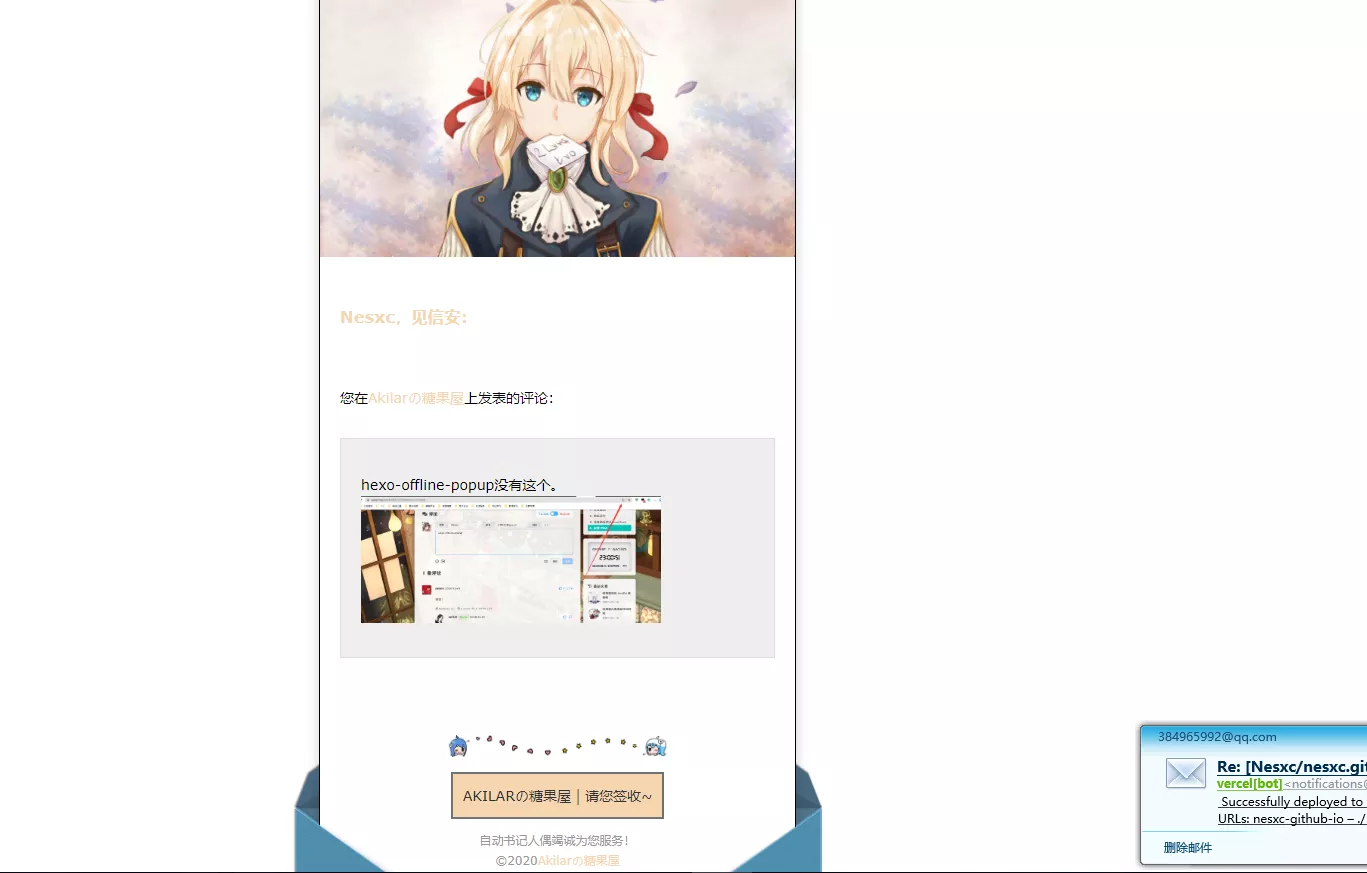 Nesxc，见信安：
您在Akilarの糖果屋上发表的评论：
hexo-offline-popup没有这个。
AKILARの糖果屋｜请您签收~
自动书记人偶竭诚为您服务！
©2020Akilarの糖果屋
384965992@qq.com
Re: [Nesxc/nesxc.git
vercel[bot]<notifications@
Successfully deployed to
URLs: nesxc-github-io – ./
删除邮件